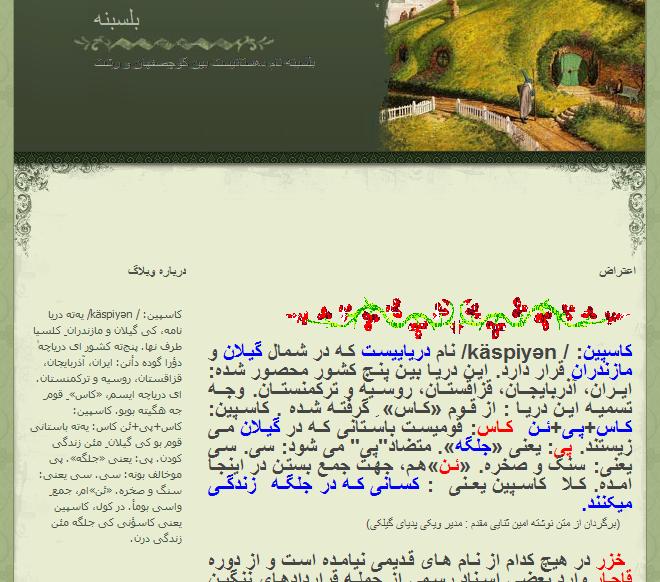 بلسبنه
بلسبنه نام دهستانیست بین کوچصفهان و رشت
اعتراض
کاسپین: / käspiyən/ نام دریاییست که در شمال گیلان و
مازندران قرار دارد. این دریا بین پنج کشور محصور شده:
ایران، آذربایجان، قزاقستان، روسیه و ترکمنستان. وجه
تسمیه این دریا : از قوم «کاس» گرفته شده . کاسپین:
کاس+پی+ئن کاس: قومیست باستانی که در گیلان می
زیستند. پی: یعنی «جلگه». متضاد"پی" می شود: سی. سی
یعنی: سنگ و صخره. «ئن»هم، جهت جمع بستن در اینجا
آمده. کلا کاسپین یعنی : کسانی که در جلگه زندگی
میکنند.
(برگردان از متن نوشته امین ثنایی مقدم : مدیر ویکی پدیای گیلکی)
خزر در هیچ کدام از نام های قدیمی نیامده است و از دوره
قاجار وارد بعضی اسناد رسمی از جمله قراردادهای ننگین
درباره وبلاگ
کاسپین: / käspiyən/ یه‌ته دریا
نامه، کی گیلان و مازندران ِ کلسیا
طرف نها. پنج‌ته کشور ای دریاچه‌ٰ
دؤرا گوده دأنن: ایران، آذربایجان،
قزاقستان، روسیه و ترکمنستان.
ای دریاچه ایسم، «کاس» ِ قوم ِ
جه هگیته بوبو. کاسپین:
کاس+پی+ئن کاس: یه‌ته باستانی
قوم بو کی گیلان ِ مئن زندگی
کودن. پی: یعنی «جلگه». پی
موخالف بونه: سی. سی یعنی:
سنگ و صخره. «ئن»ام، جمع ِ
واسی بومأ. در کول، کاسپین
یعنی کاسؤنی کی جلگه مئن
زندگی درن.